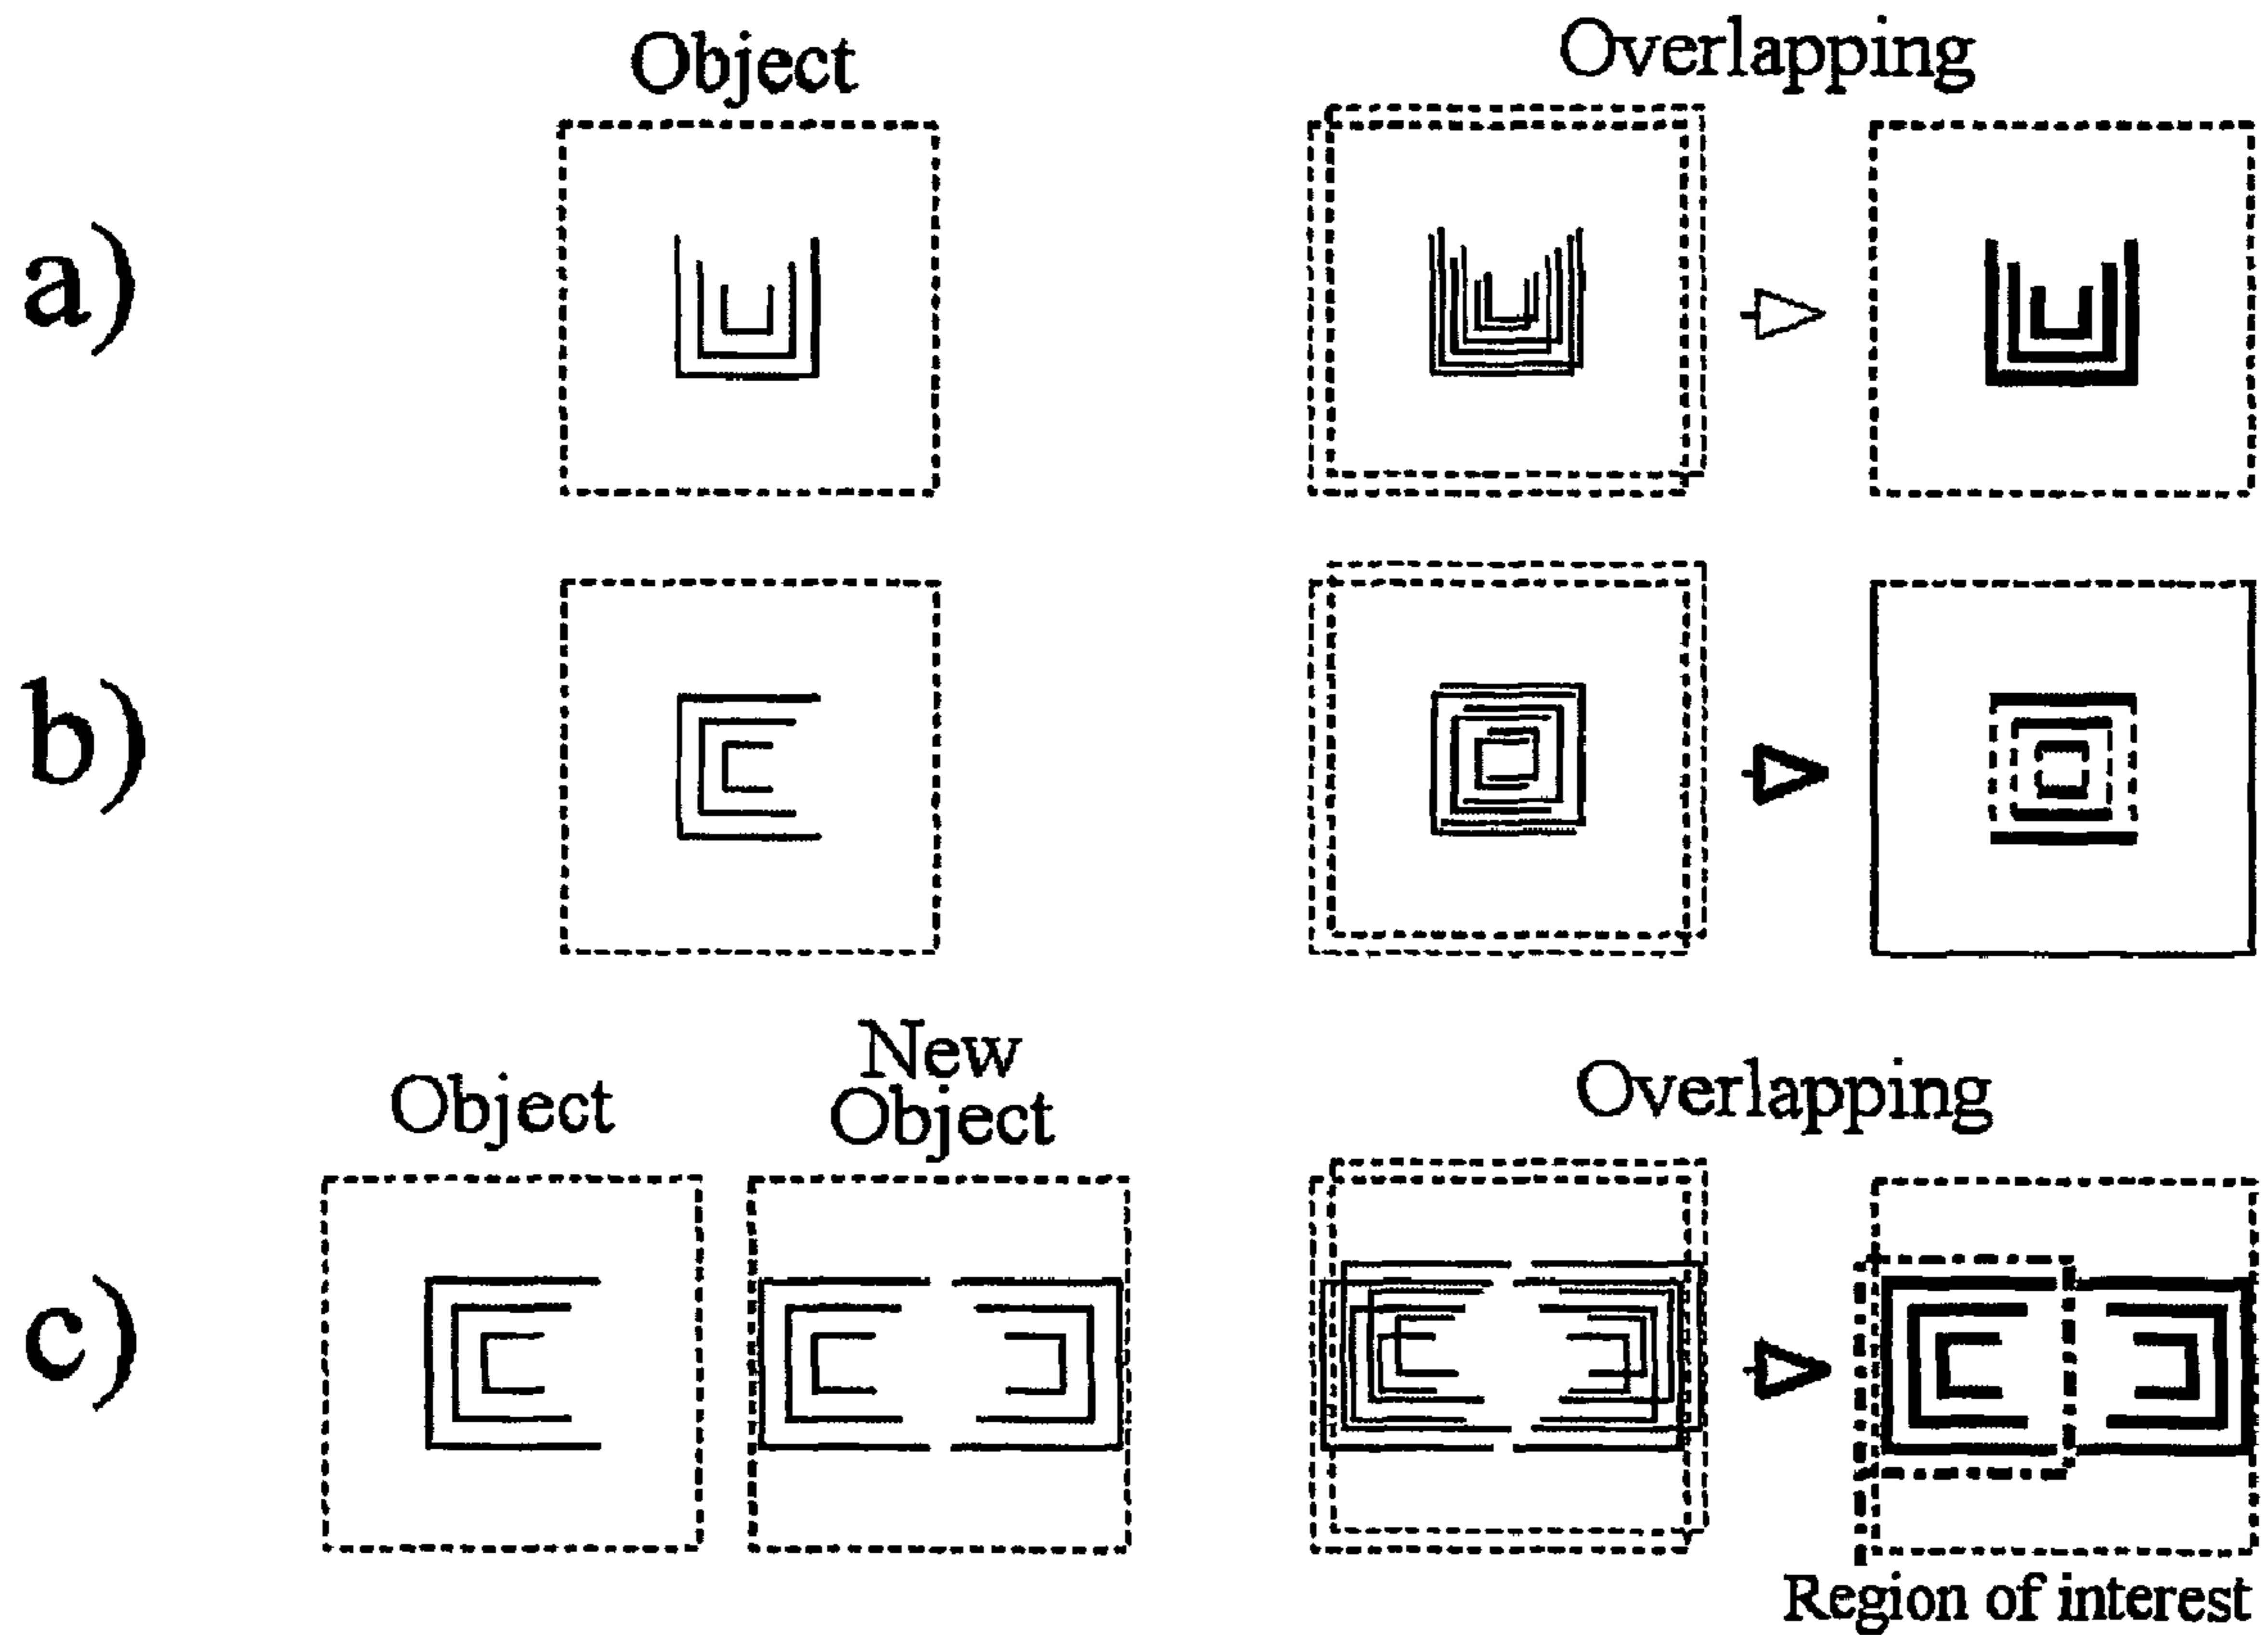 Object
Overlapping
a)
b)
Object
New
Object
Overlapping
c)
Region of interest